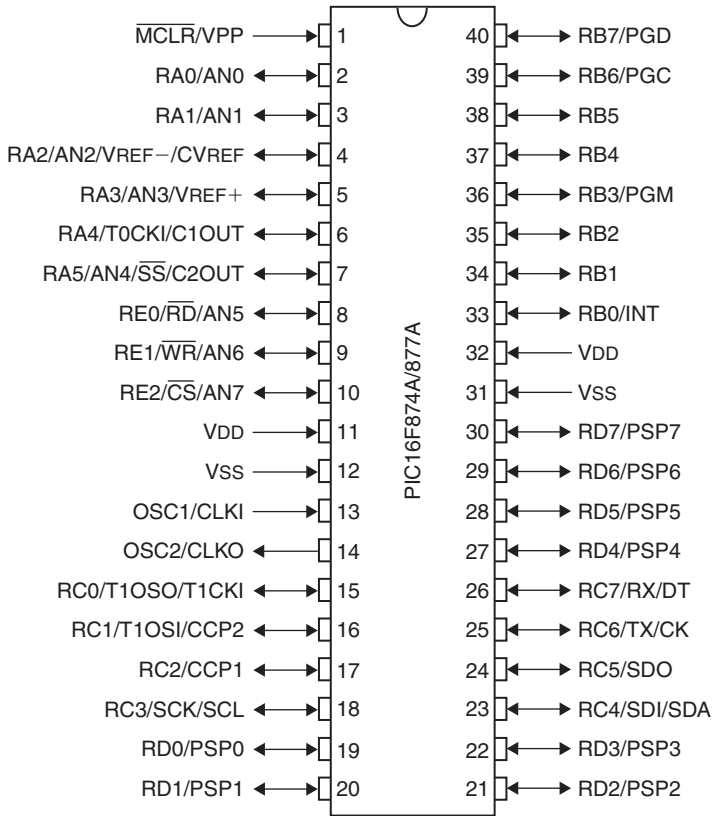 MCLR/VPP 1 40 RB7/PGD
RA0/AN0 2 39 RB6/PGC
RA1/AN1 3 38 RB5
RA2/AN2/VREF−/CVREF 4 37 RB4
RA3/AN3/VREF+ 5 36 RB3/PGM
RA4/T0CKI/C1OUT 6 35 RB2
RA5/AN4/SS/C2OUT 7 34 RB1
RE0/RD/AN5 8 33 RB0/INT
RE1/WR/AN6 9 32 VDD
RE2/CS/AN7 10 31 VSS
VDD 11 30 RD7/PSP7
VSS 12 29 RD6/PSP6
OSC1/CLKI 13 28 RD5/PSP5
OSC2/CLKO 14 27 RD4/PSP4
RC0/T1OSO/T1CKI 15 26 RC7/RX/DT
RC1/T1OSI/CCP2 16 25 RC6/TX/CK
RC2/CCP1 17 24 RC5/SDO
RC3/SCK/SCL 18 23 RC4/SDI/SDA
RD0/PSP0 19 22 RD3/PSP3
RD1/PSP1 20 21 RD2/PSP2
PIC16F874A/877A